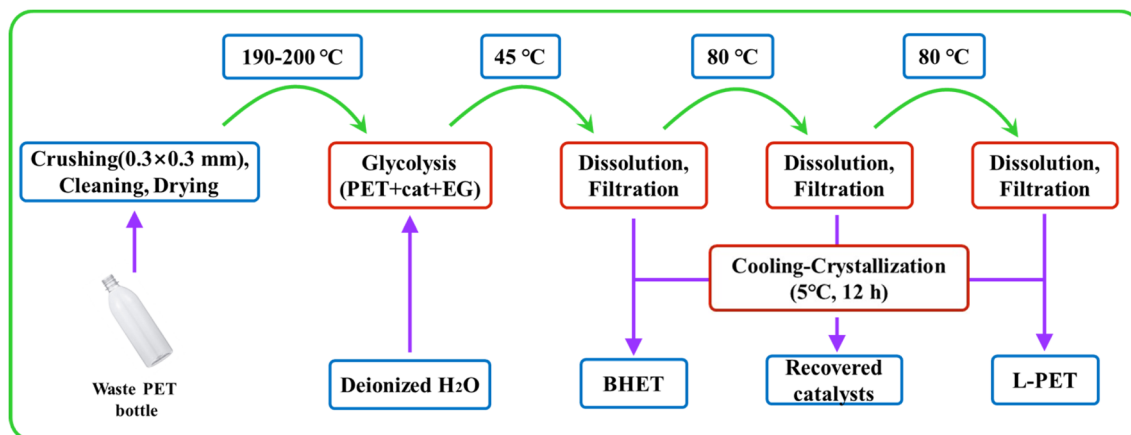 190-200 °C
45 °C
80 °C
80 °C
Crushing(0.3×0.3 mm),
Cleaning, Drying
Glycolysis
(PET+cat+EG)
Dissolution,
Filtration
Dissolution,
Filtration
Dissolution,
Filtration
Cooling-Crystallization
(5°C, 12 h)
Waste PET
bottle
Deionized H₂O
BHET
Recovered
catalysts
L-PET